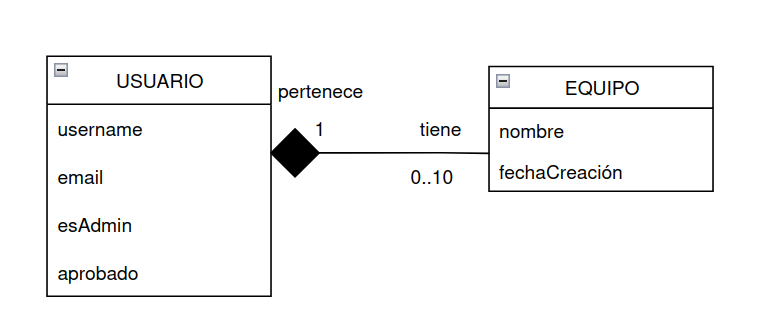 USUARIO
username
email
esAdmin
aprobado
pertenece
1
tiene
0..10
EQUIPO
nombre
fechaCreación